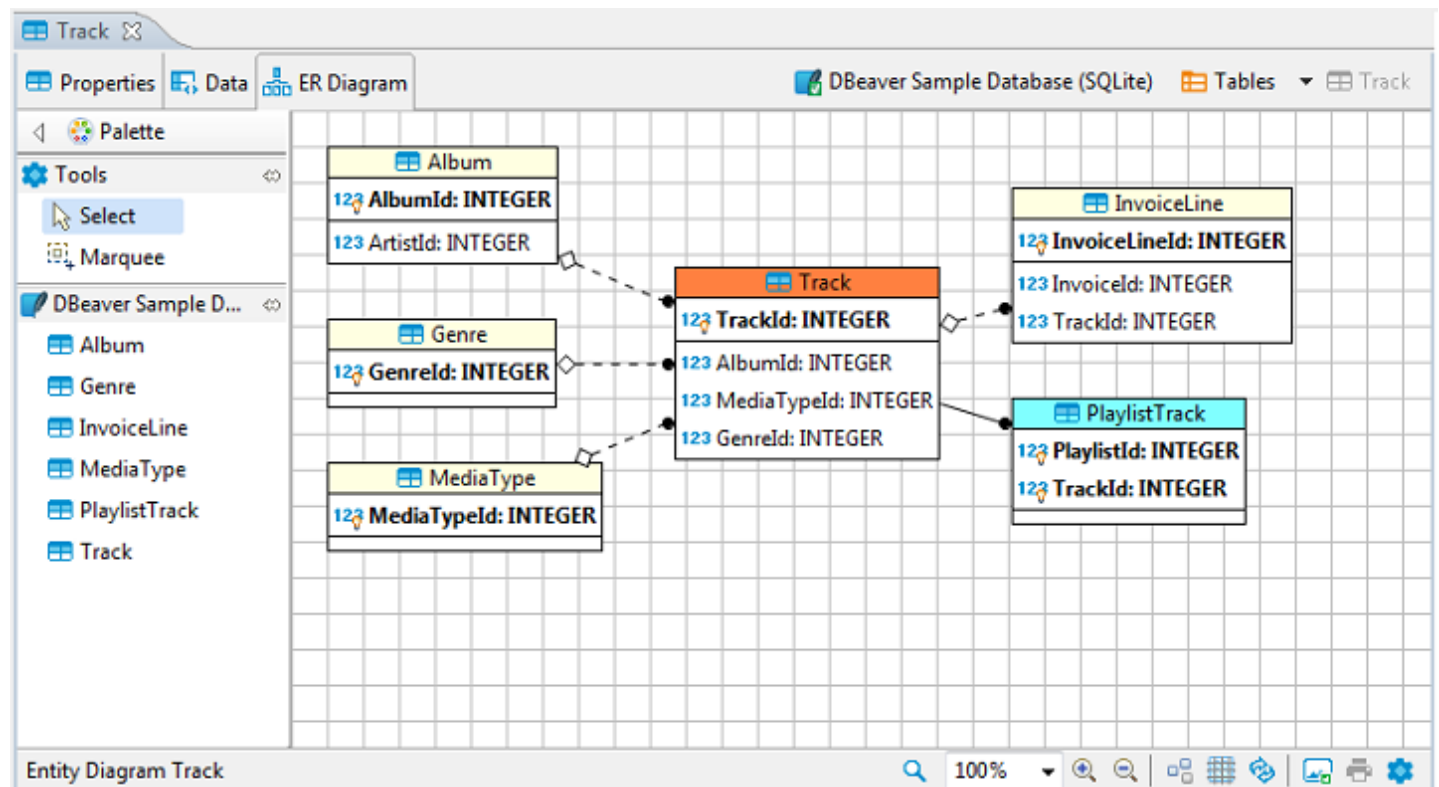 Track
Properties
Data
ER Diagram
DBeaver Sample Database (SQLite)
Tables
Track
Palette
Tools
Select
Marquee
DBeaver Sample D...
Album
Genre
InvoiceLine
MediaType
PlaylistTrack
Track
Album
123 AlbumId: INTEGER
123 ArtistId: INTEGER
Genre
123 GenreId: INTEGER
MediaType
123 MediaTypeId: INTEGER
Track
123 TrackId: INTEGER
123 AlbumId: INTEGER
123 MediaTypeId: INTEGER
123 GenreId: INTEGER
InvoiceLine
123 InvoiceLineId: INTEGER
123 InvoiceId: INTEGER
123 TrackId: INTEGER
PlaylistTrack
123 PlaylistId: INTEGER
123 TrackId: INTEGER
Entity Diagram Track
100%